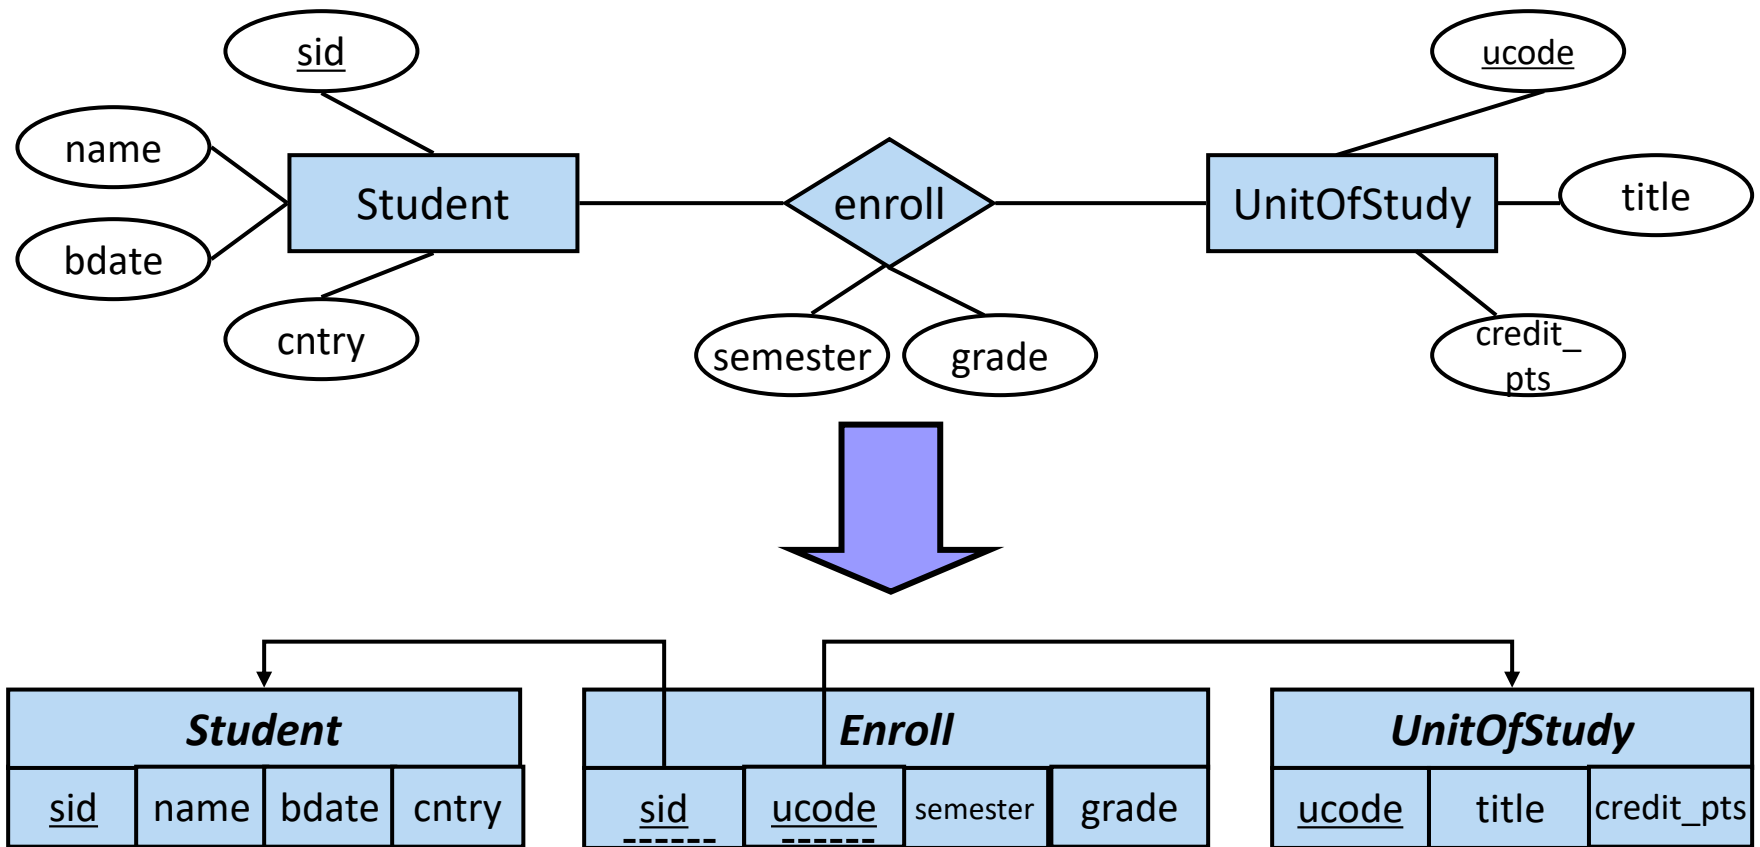 sid
ucode
name
title
Student
enroll
UnitOfStudy
bdate
cntry
semester
grade
credit_
pts
Student
Enroll
UnitOfStudy
sid name bdate cntry
sid ucode semester grade
ucode title credit_pts